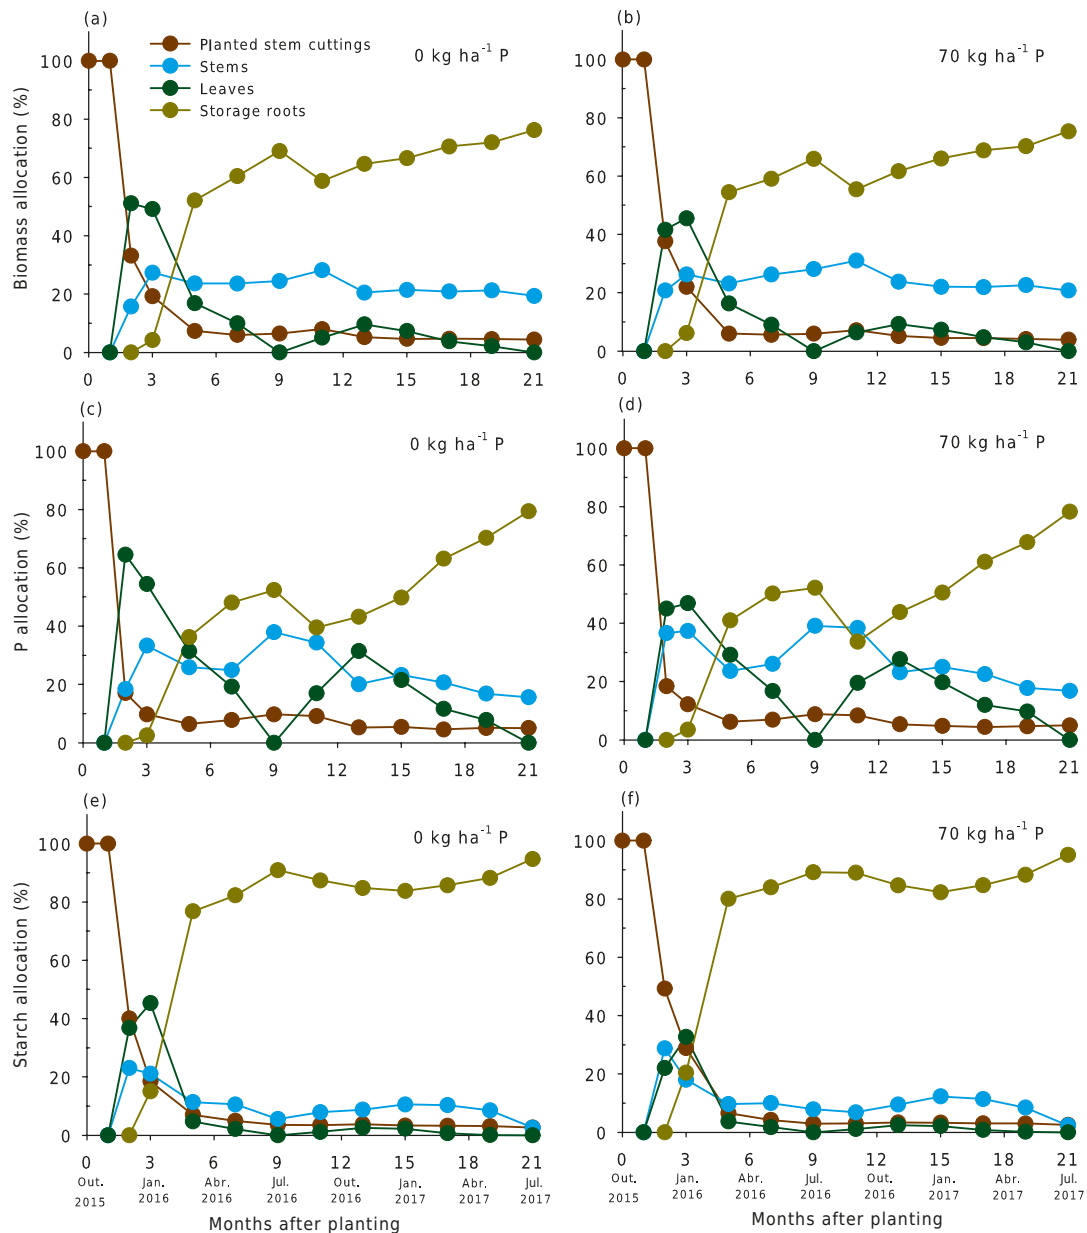 (a)
Planted stem cuttings
Stems
Leaves
Storage roots
0 kg ha-1 P
Biomass allocation (%)
100
80
60
40
20
0
0 3 6 9 12 15 18 21
(b)
70 kg ha-1 P
100
80
60
40
20
0
0 3 6 9 12 15 18 21
(c)
0 kg ha-1 P
P allocation (%)
100
80
60
40
20
0
0 3 6 9 12 15 18 21
(d)
70 kg ha-1 P
100
80
60
40
20
0
0 3 6 9 12 15 18 21
(e)
0 kg ha-1 P
Starch allocation (%)
100
80
60
40
20
0
0 3 6 9 12 15 18 21
Out. Jan. Abr. Jul. Out. Jan. Abr. Jul.
2015 2016 2016 2016 2016 2017 2017 2017
Months after planting
(f)
70 kg ha-1 P
100
80
60
40
20
0
0 3 6 9 12 15 18 21
Out. Jan. Abr. Jul. Out. Jan. Abr. Jul.
2015 2016 2016 2016 2016 2017 2017 2017
Months after planting